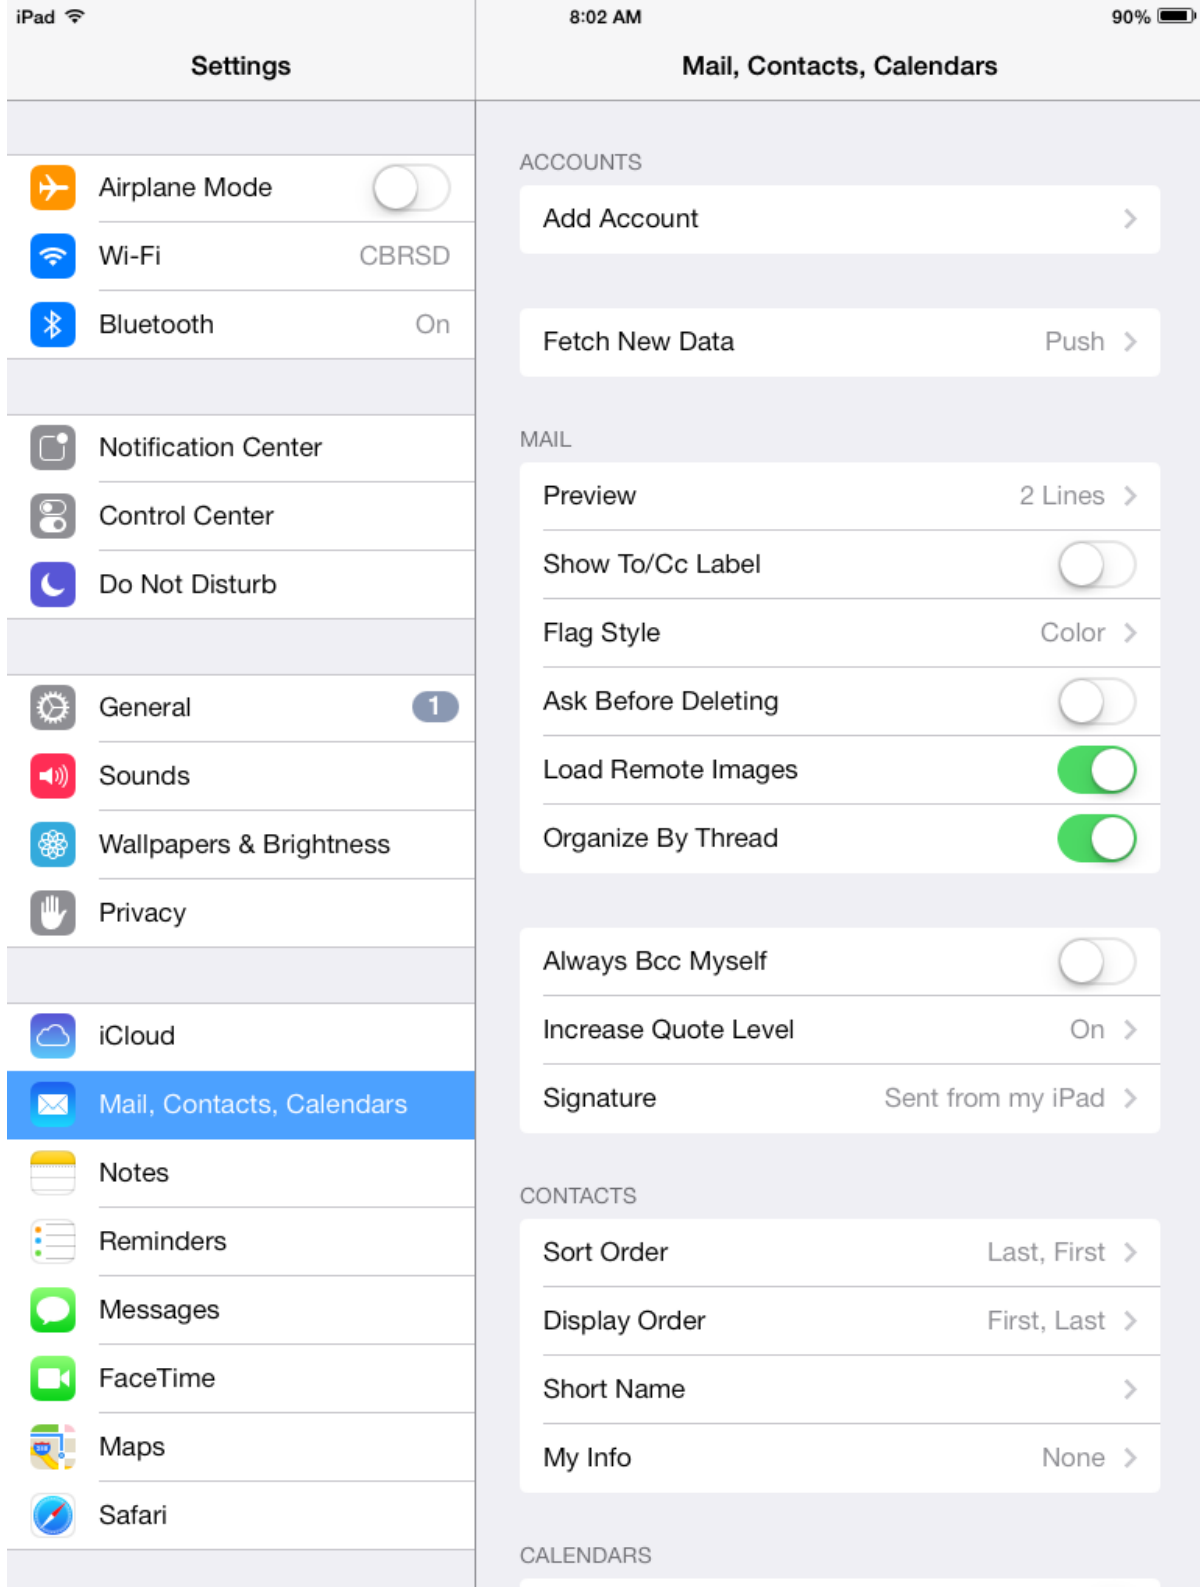 iPad 8:02 AM 90%
Settings
Airplane Mode
Wi-Fi CBRSD
Bluetooth On
Notification Center
Control Center
Do Not Disturb
General 1
Sounds
Wallpapers & Brightness
Privacy
iCloud
Mail, Contacts, Calendars
Notes
Reminders
Messages
FaceTime
Maps
Safari
Mail, Contacts, Calendars
ACCOUNTS
Add Account
Fetch New Data Push
MAIL
Preview 2 Lines
Show To/Cc Label
Flag Style Color
Ask Before Deleting
Load Remote Images
Organize By Thread
Always Bcc Myself
Increase Quote Level On
Signature Sent from my iPad
CONTACTS
Sort Order Last, First
Display Order First, Last
Short Name
My Info None
CALENDARS